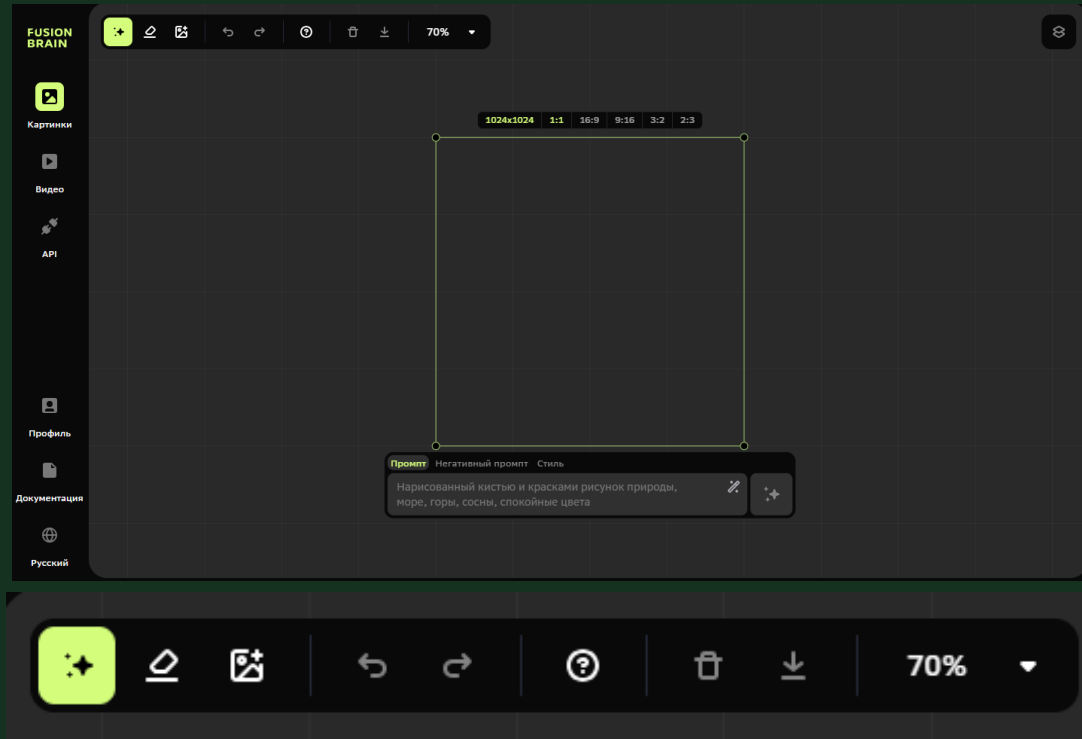 FUSION
BRAIN
70%
Картинки
Видео
API
1024x1024 1:1 16:9 9:16 3:2 2:3
Промпт Негативный промпт Стиль
Нарисованный кистью и красками рисунок природы,
море, горы, сосны, спокойные цвета
Профиль
Документация
Русский
70%